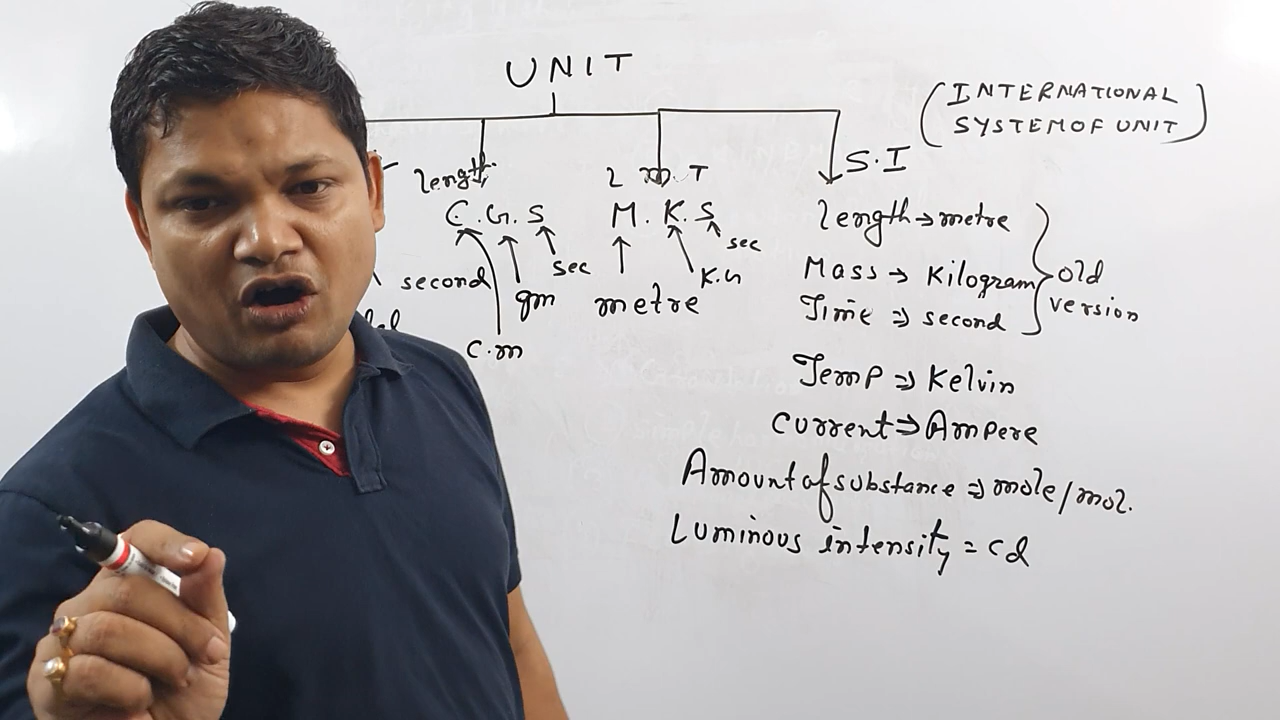 UNIT
(INTERNATIONAL
SYSTEM OF UNIT)
S.I
length
L m. T
C.G.S
M.K.S
sec
sec
second
gm
metre
K.G
c.m
length → metre
Mass → Kilogram
Time ⇒ second
old
version
Temp ⇒ Kelvin
Current ⇒ Ampere
Amount of substance ⇒ mole/mol.
Luminous intensity = cd